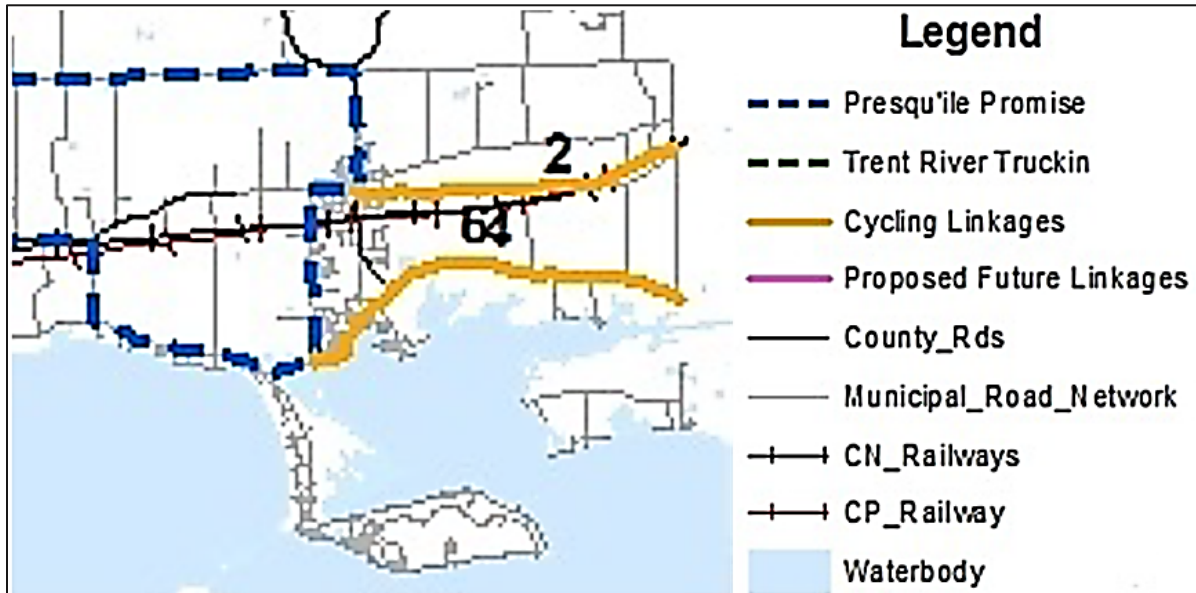 2
64
Legend
Presqu'ile Promise
Trent River Truckin
Cycling Linkages
Proposed Future Linkages
County_Rds
Municipal_Road_Network
CN_Railways
CP_Railway
Waterbody